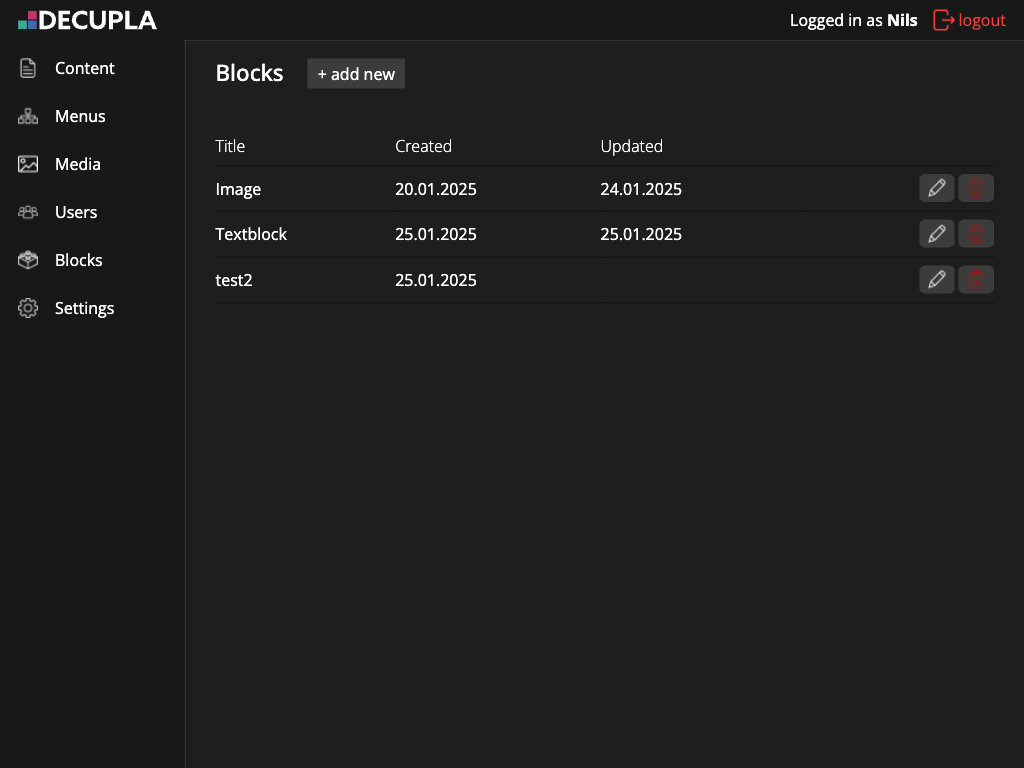 DECUPLA
Logged in as Nils logout
Content
Menus
Media
Users
Blocks
Settings
Blocks + add new
Title Created Updated
Image 20.01.2025 24.01.2025
Textblock 25.01.2025 25.01.2025
test2 25.01.2025